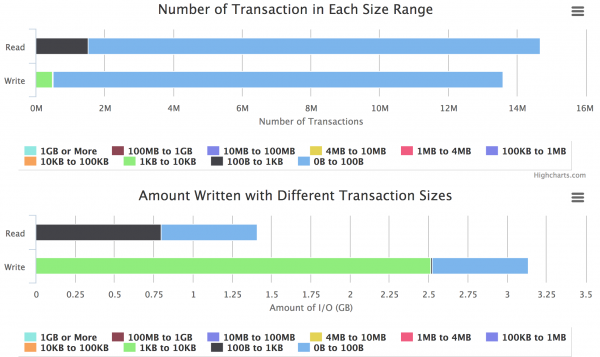 Number of Transaction in Each Size Range
Read
Write
0M 2M 4M 6M 8M 10M 12M 14M 16M
Number of Transactions
1GB or More 100MB to 1GB 10MB to 100MB 4MB to 10MB 1MB to 4MB 100KB to 1MB
10KB to 100KB 1KB to 10KB 100B to 1KB 0B to 100B
Highcharts.com
Amount Written with Different Transaction Sizes
Read
Write
0 0.25 0.5 0.75 1 1.25 1.5 1.75 2 2.25 2.5 2.75 3 3.25 3.5
Amount of I/O (GB)
1GB or More 100MB to 1GB 10MB to 100MB 4MB to 10MB 1MB to 4MB 100KB to 1MB
10KB to 100KB 1KB to 10KB 100B to 1KB 0B to 100B